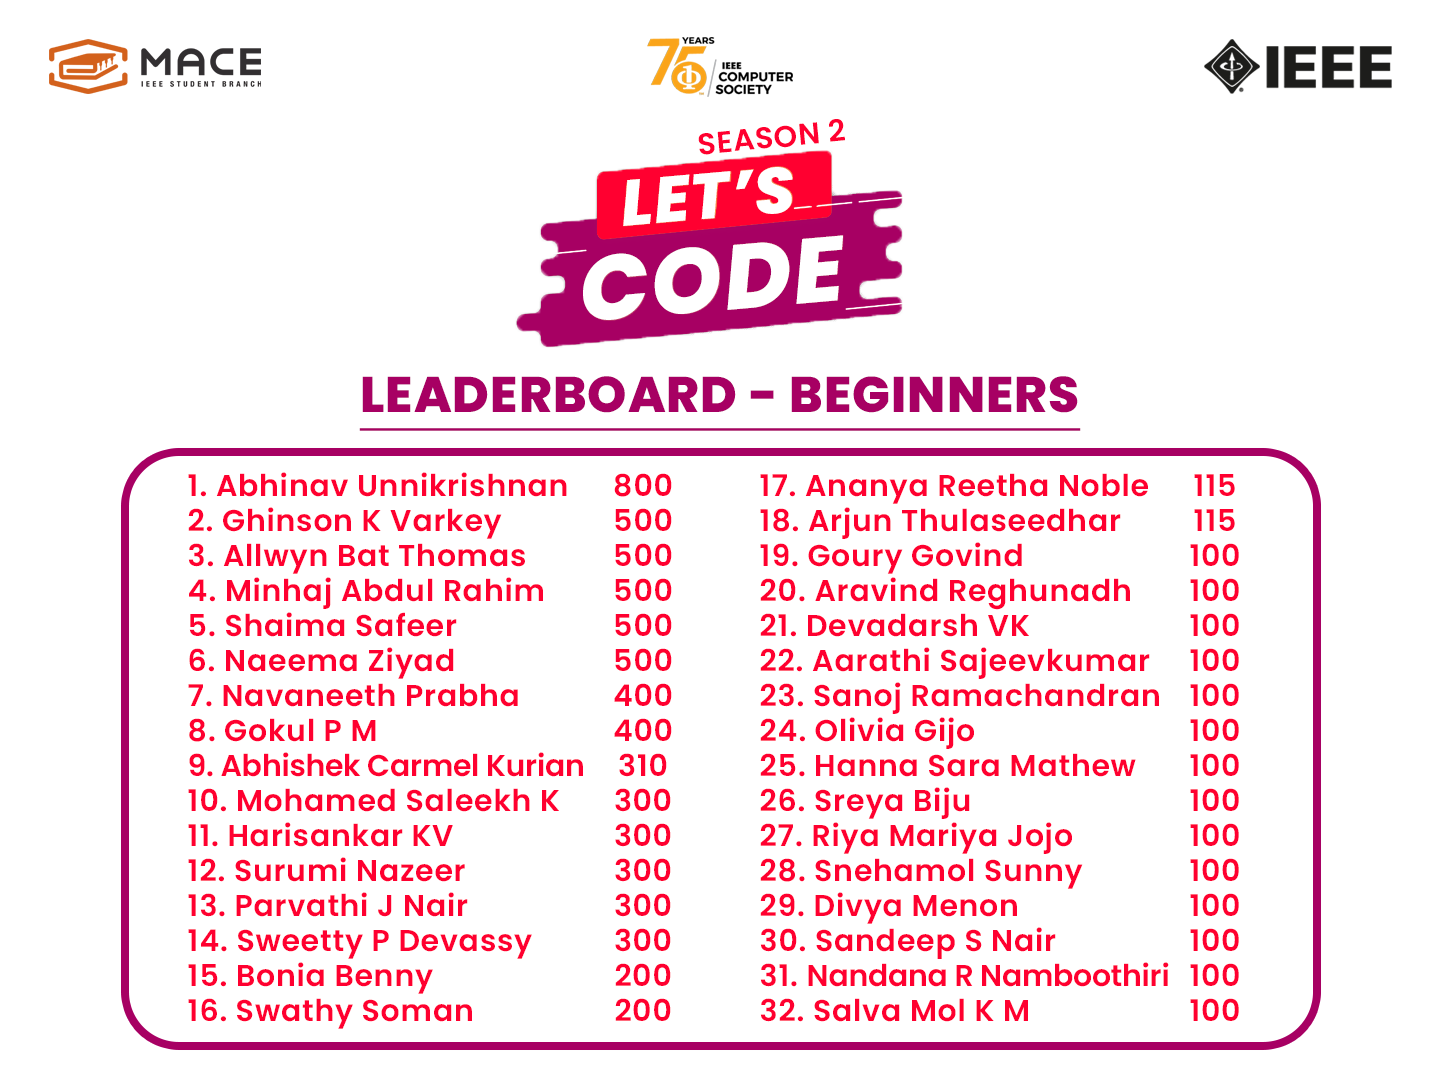 MACE
IEEE STUDENT BRANCH
75 YEARS
IEEE
COMPUTER
SOCIETY
IEEE
SEASON 2
LET'S
CODE
LEADERBOARD - BEGINNERS
1. Abhinav Unnikrishnan 800
2. Ghinson K Varkey 500
3. Allwyn Bat Thomas 500
4. Minhaj Abdul Rahim 500
5. Shaima Safeer 500
6. Naeema Ziyad 500
7. Navaneeth Prabha 400
8. Gokul P M 400
9. Abhishek Carmel Kurian 310
10. Mohamed Saleekh K 300
11. Harisankar KV 300
12. Surumi Nazeer 300
13. Parvathi J Nair 300
14. Sweetty P Devassy 300
15. Bonia Benny 200
16. Swathy Soman 200
17. Ananya Reetha Noble 115
18. Arjun Thulaseedhar 115
19. Goury Govind 100
20. Aravind Reghunadh 100
21. Devadarsh VK 100
22. Aarathi Sajeevkumar 100
23. Sanoj Ramachandran 100
24. Olivia Gijo 100
25. Hanna Sara Mathew 100
26. Sreya Biju 100
27. Riya Mariya Jojo 100
28. Snehamol Sunny 100
29. Divya Menon 100
30. Sandeep S Nair 100
31. Nandana R Namboothiri 100
32. Salva Mol K M 100